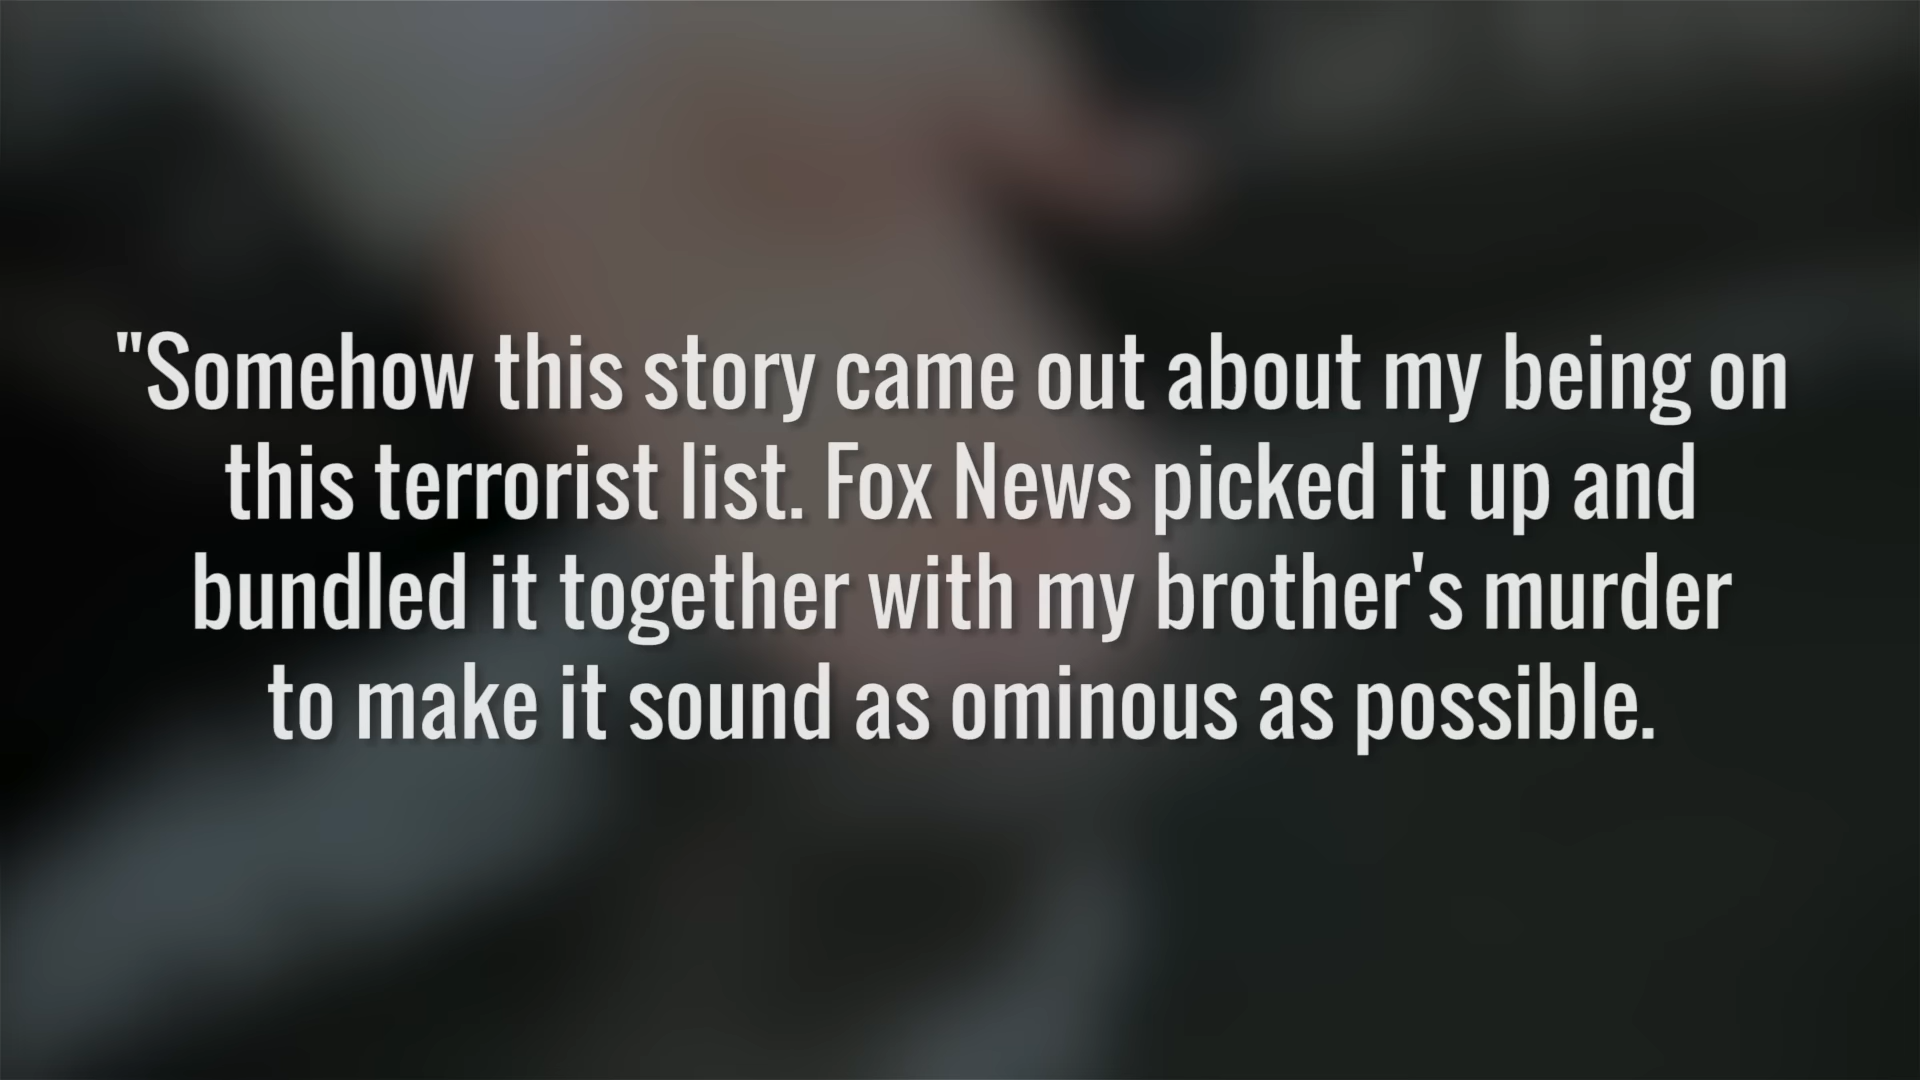 "Somehow this story came out about my being on
this terrorist list. Fox News picked it up and
bundled it together with my brother's murder
to make it sound as ominous as possible.